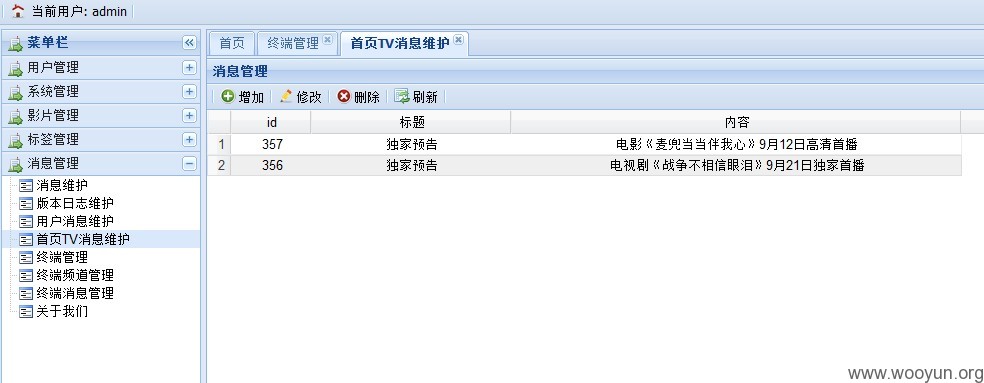 当前用户: admin
菜单栏
用户管理
系统管理
影片管理
标签管理
消息管理
消息维护
版本日志维护
用户消息维护
首页TV消息维护
终端管理
终端频道管理
终端消息管理
关于我们
首页 终端管理 首页TV消息维护
消息管理
增加 修改 删除 刷新
id 标题 内容
1 357 独家预告 电影《麦兜当当伴我心》9月12日高清首播
2 356 独家预告 电视剧《战争不相信眼泪》9月21日独家首播
www.wooyun.org